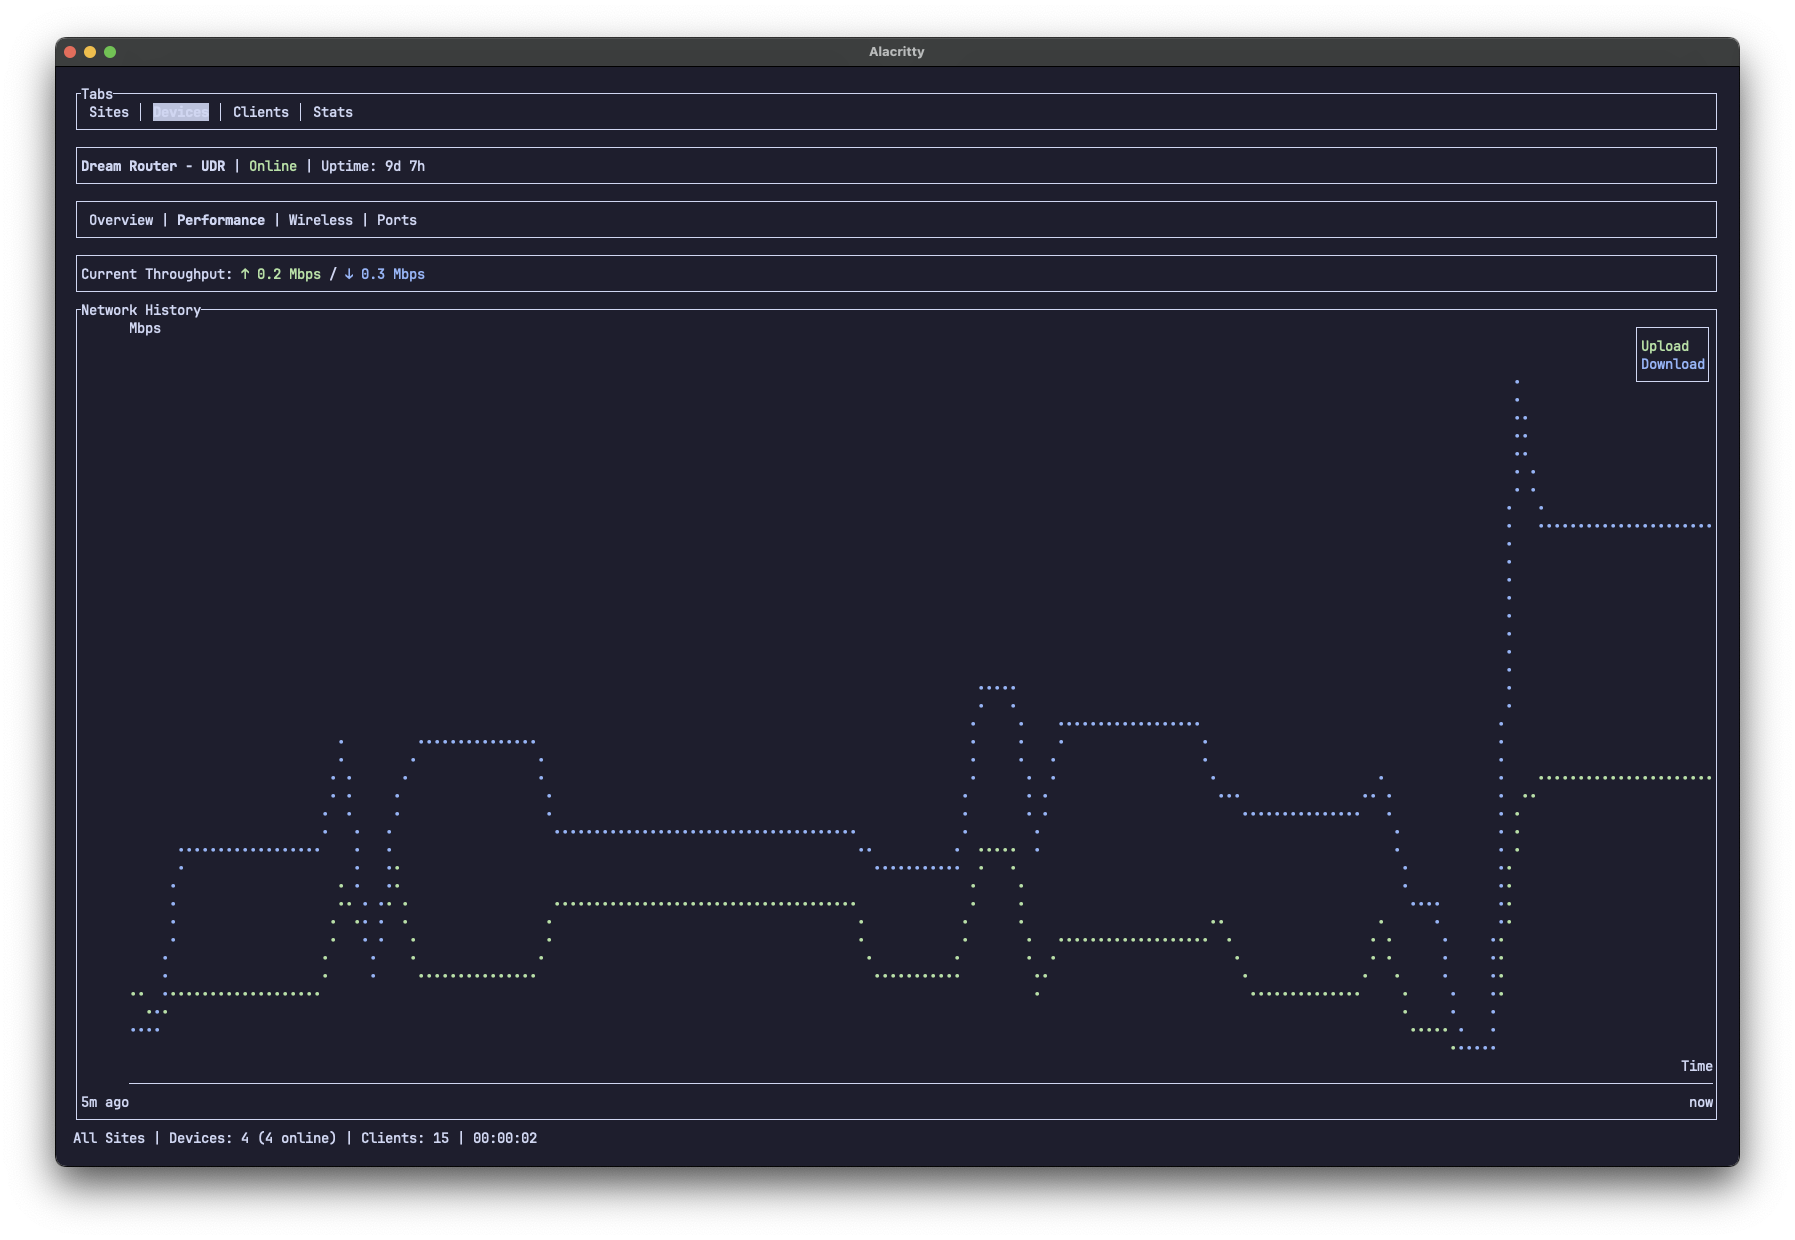 Alacritty
Tabs
Sites │ Devices │ Clients │ Stats
Dream Router - UDR | Online | Uptime: 9d 7h
Overview | Performance | Wireless | Ports
Current Throughput: ↑ 0.2 Mbps / ↓ 0.3 Mbps
Network History
Mbps
Upload
Download
Time
5m ago now
All Sites | Devices: 4 (4 online) | Clients: 15 | 00:00:02